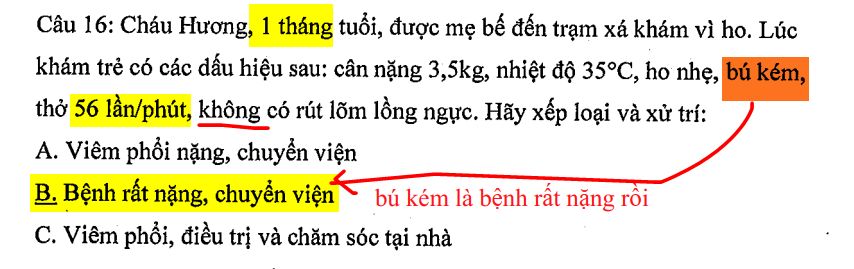 Câu 16: Cháu Hương, 1 tháng tuổi, được mẹ bế đến trạm xá khám vì ho. Lúc
khám trẻ có các dấu hiệu sau: cân nặng 3,5kg, nhiệt độ 35°C, ho nhẹ, bú kém,
thở 56 lần/phút, không có rút lõm lồng ngực. Hãy xếp loại và xử trí:
A. Viêm phổi nặng, chuyển viện
B. Bệnh rất nặng, chuyển viện
bú kém là bệnh rất nặng rồi
C. Viêm phổi, điều trị và chăm sóc tại nhà